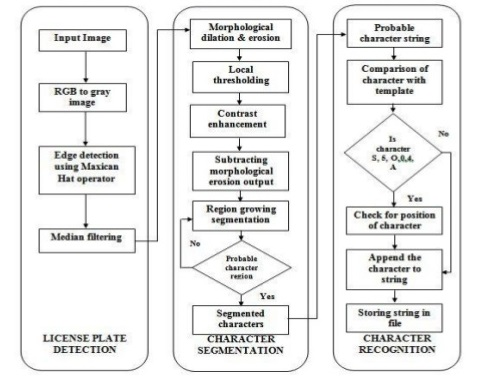 Input Image
RGB to gray
image
Edge detection
using Maxican
Hat operator
Median filtering
LICENSE PLATE
DETECTION
Morphological
dilation & erosion
Local
thresholding
Contrast
enhancement
Subtracting
morphological
erosion output
Region growing
segmentation
No
Probable
character
region
Yes
Segmented
characters
CHARACTER
SEGMENTATION
Probable
character string
Comparison of
character with
template
Is
character
S, 6, O,0,4,
A
No
Yes
Check for position
of character
Append the
character to
string
Storing string in
file
CHARACTER
RECOGNITION